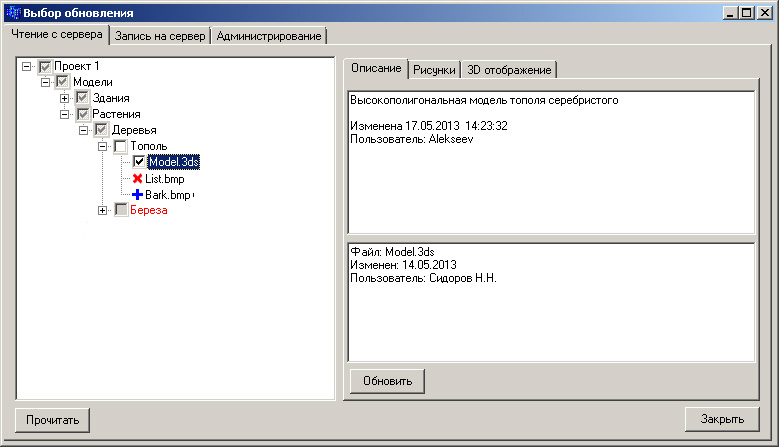 Выбор обновления
Чтение с сервера
Запись на сервер
Администрирование
Проект 1
Модели
Здания
Растения
Деревья
Тополь
Model.3ds
List.bmp
Bark.bmp
Береза
Прочитать
Описание
Рисунки
3D отображение
Высокополигональная модель тополя серебристого
Изменена 17.05.2013 14:23:32
Пользователь: Alekseev
Файл: Model.3ds
Изменен: 14.05.2013
Пользователь: Сидоров Н.Н.
Обновить
Закрыть